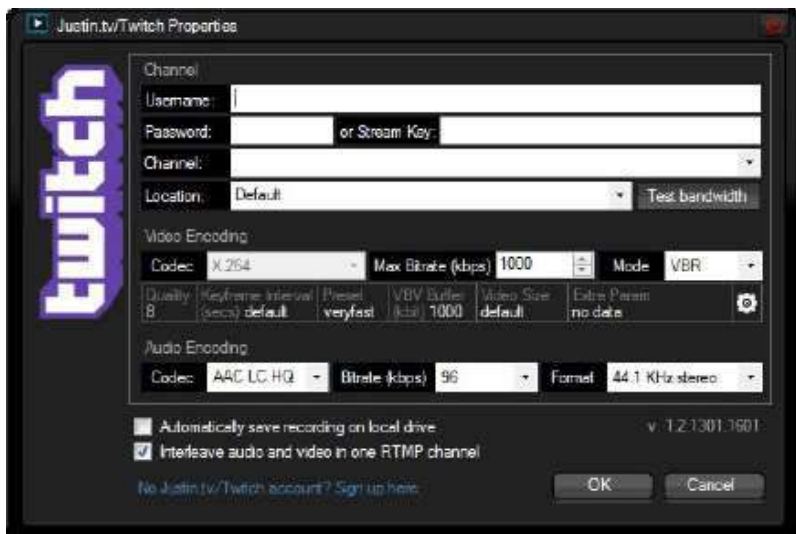 Justin.tv/Twitch Properties
twitch
Channel
Username:
Password: or Stream Key:
Channel:
Location: Default Test bandwidth
Video Encoding
Codec X.264 Max Bitrate (kbps) 1000 Mode VBR
Quality Keyframe Interval Preset VBV Buffer Video Size Extra Param
8 (secs) default veryfast (kbit) 1000 default no data
Audio Encoding
Codec AAC LC HQ Bitrate (kbps) 96 Format 44.1 KHz stereo
Automatically save recording on local drive v. 1.2.1301.1601
Interleave audio and video in one RTMP channel
No Justin.tv/Twitch account? Sign up here OK Cancel